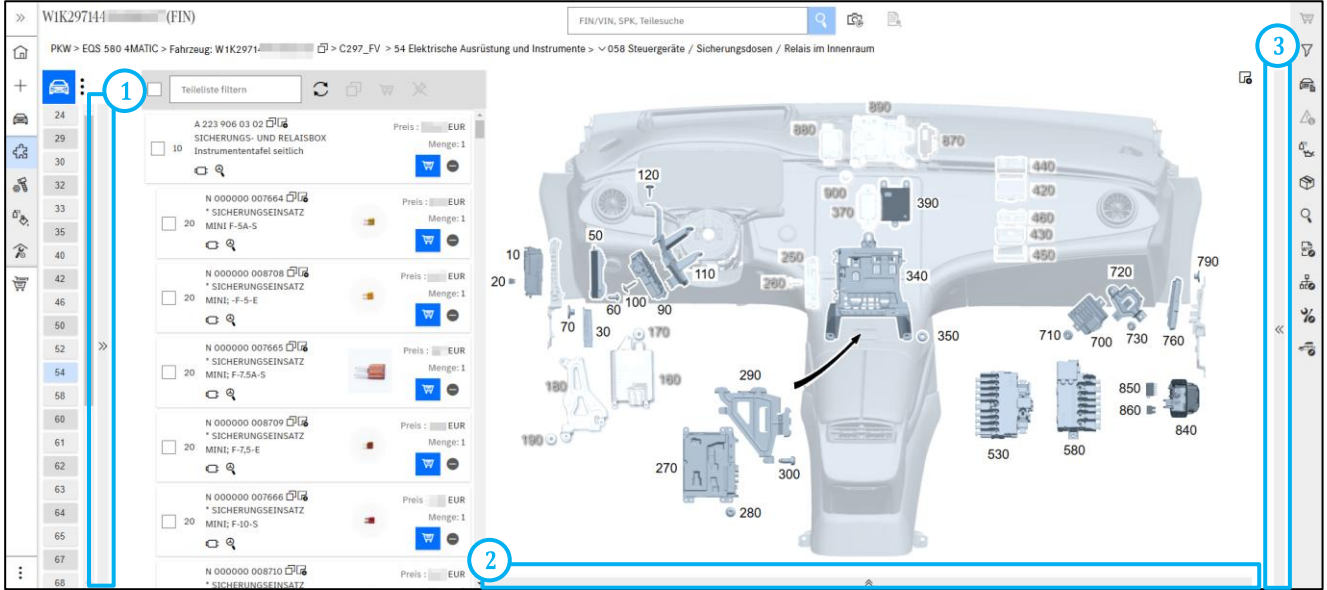 W1K297144 (FIN)
FIN/VIN, SPK, Teilesuche
PKW > EQS 580 4MATIC > Fahrzeug: W1K29714 > C297_FV > 54 Elektrische Ausrüstung und Instrumente > 058 Steuergeräte / Sicherungsdosen / Relais im Innenraum
1
2
3
24
29
30
32
33
35
40
42
46
50
52
54
58
60
61
62
63
64
65
67
68
Teileliste filtern
A 223 906 03 02
Preis : EUR
SICHERUNGS- UND RELAISBOX
Menge: 1
10 Instrumententafel seitlich
N 000000 007664
Preis : EUR
* SICHERUNGSEINSATZ
Menge: 1
20 MINI F-5A-S
N 000000 008708
Preis : EUR
* SICHERUNGSEINSATZ
Menge: 1
20 MINI; -F-5-E
N 000000 007665
Preis : EUR
* SICHERUNGSEINSATZ
Menge: 1
20 MINI; F-7.5A-S
N 000000 008709
Preis : EUR
* SICHERUNGSEINSATZ
Menge: 1
20 MINI; F-7,5-E
N 000000 007666
Preis EUR
* SICHERUNGSEINSATZ
Menge: 1
20 MINI; F-10-S
N 000000 008710
Preis : EUR
* SICHERUNGSEINSATZ
890
880
870
440
120
420
900
390
370
460
50
430
10
250
450
110
340
720
790
20
260
100
60
90
70
30
170
350
710
700
730
760
180
160
290
850
860
840
190
530
580
270
300
280